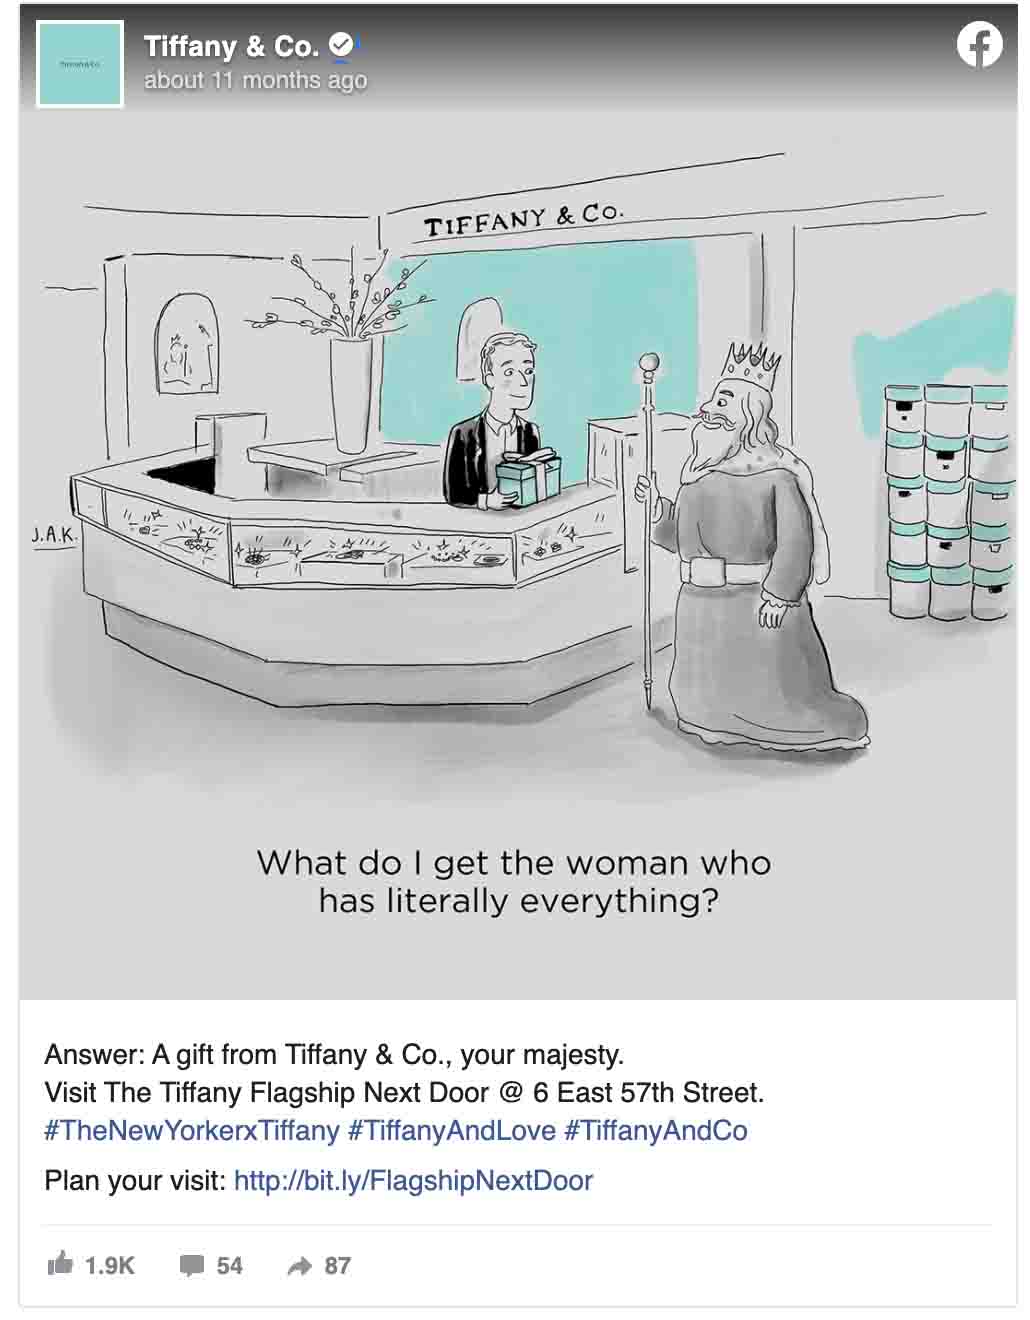 Tiffany & Co.
about 11 months ago
TIFFANY & CO.
TIFFANY & CO.
J.A.K.
What do I get the woman who
has literally everything?
Answer: A gift from Tiffany & Co., your majesty.
Visit The Tiffany Flagship Next Door @ 6 East 57th Street.
#TheNewYorkerxTiffany #TiffanyAndLove #TiffanyAndCo
Plan your visit: http://bit.ly/FlagshipNextDoor
1.9K 54 87